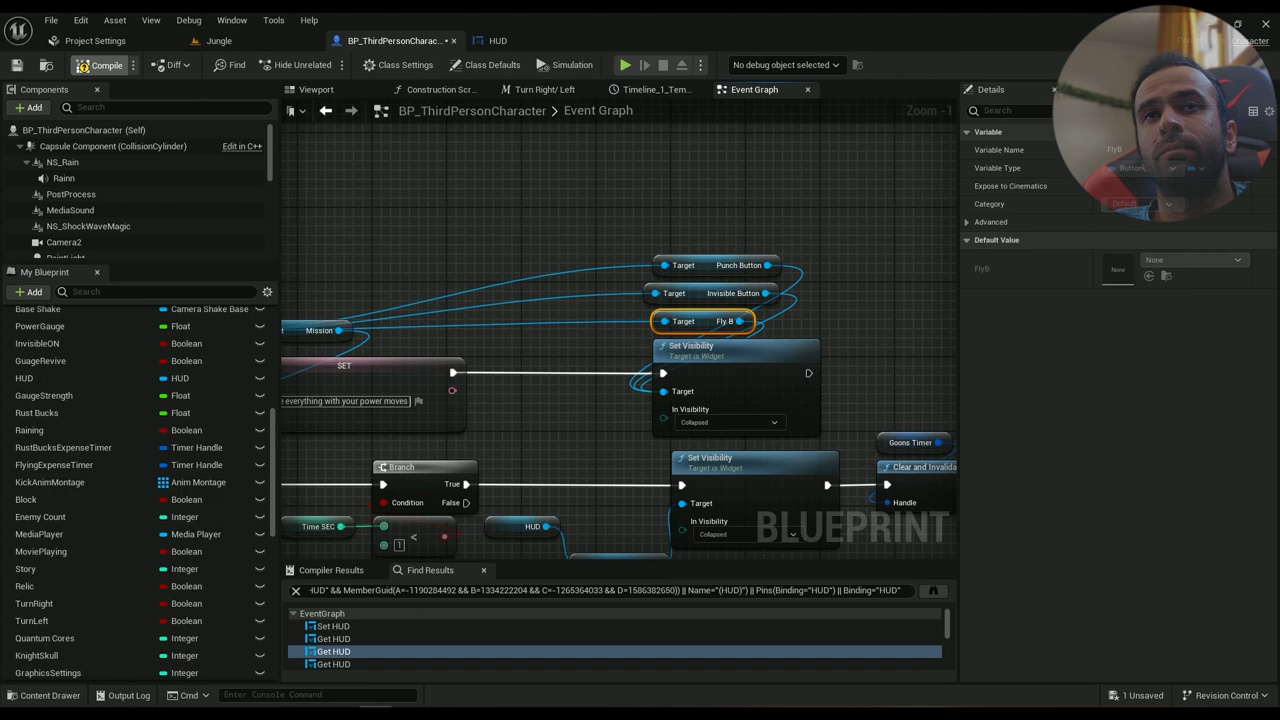 File Edit Asset View Debug Window Tools Help
Project Settings Jungle BP_ThirdPersonCharac... • × HUD
Compile Diff Find Hide Unrelated Class Settings Class Defaults Simulation No debug object selected
Components × Viewport Construction Scr... Turn Right/ Left Timeline_1_Tem... Event Graph × Details ×
+ Add Search BP_ThirdPersonCharacter > Event Graph Zoom -1 Search
BP_ThirdPersonCharacter (Self)
Capsule Component (CollisionCylinder) Edit in C++
NS_Rain
Rainn
PostProcess
MediaSound
NS_ShockWaveMagic
Camera2
My Blueprint ×
+ Add Search
Base Shake Camera Shake Base
PowerGauge Float
InvisibleON Boolean
GuageRevive Boolean
HUD HUD
GaugeStrength Float
Rust Bucks Float
Raining Boolean
RustBucksExpenseTimer Timer Handle
FlyingExpenseTimer Timer Handle
KickAnimMontage Anim Montage
Block Boolean
Enemy Count Integer
MediaPlayer Media Player
MoviePlaying Boolean
Story Integer
Relic Boolean
TurnRight Boolean
TurnLeft Boolean
Quantum Cores Integer
KnightSkull Integer
GraphicsSettings Integer
Target Punch Button
Target Invisible Button
Target Fly B
Mission
SET
e everything with your power moves
Set Visibility
Target is Widget
Target
In Visibility
Collapsed
Branch
True
Condition False
Time SEC
<
1
HUD
Set Visibility
Target is Widget
Target
In Visibility
Collapsed
Goons Timer
Clear and Invalida
Handle
BLUEPRINT
Variable
Variable Name FlyB
Variable Type Button
Expose to Cinematics
Category Default
Advanced
Default Value
FlyB None None
Compiler Results Find Results ×
HUD" && MemberGuid(A=-1190284492 && B=1334222204 && C=-1265364033 && D=1586382650)) || Name="(HUD)") || Pins(Binding="HUD") || Binding="HUD"
EventGraph
Set HUD
Get HUD
Get HUD
Get HUD
Content Drawer Output Log Cmd Enter Console Command 1 Unsaved Revision Control